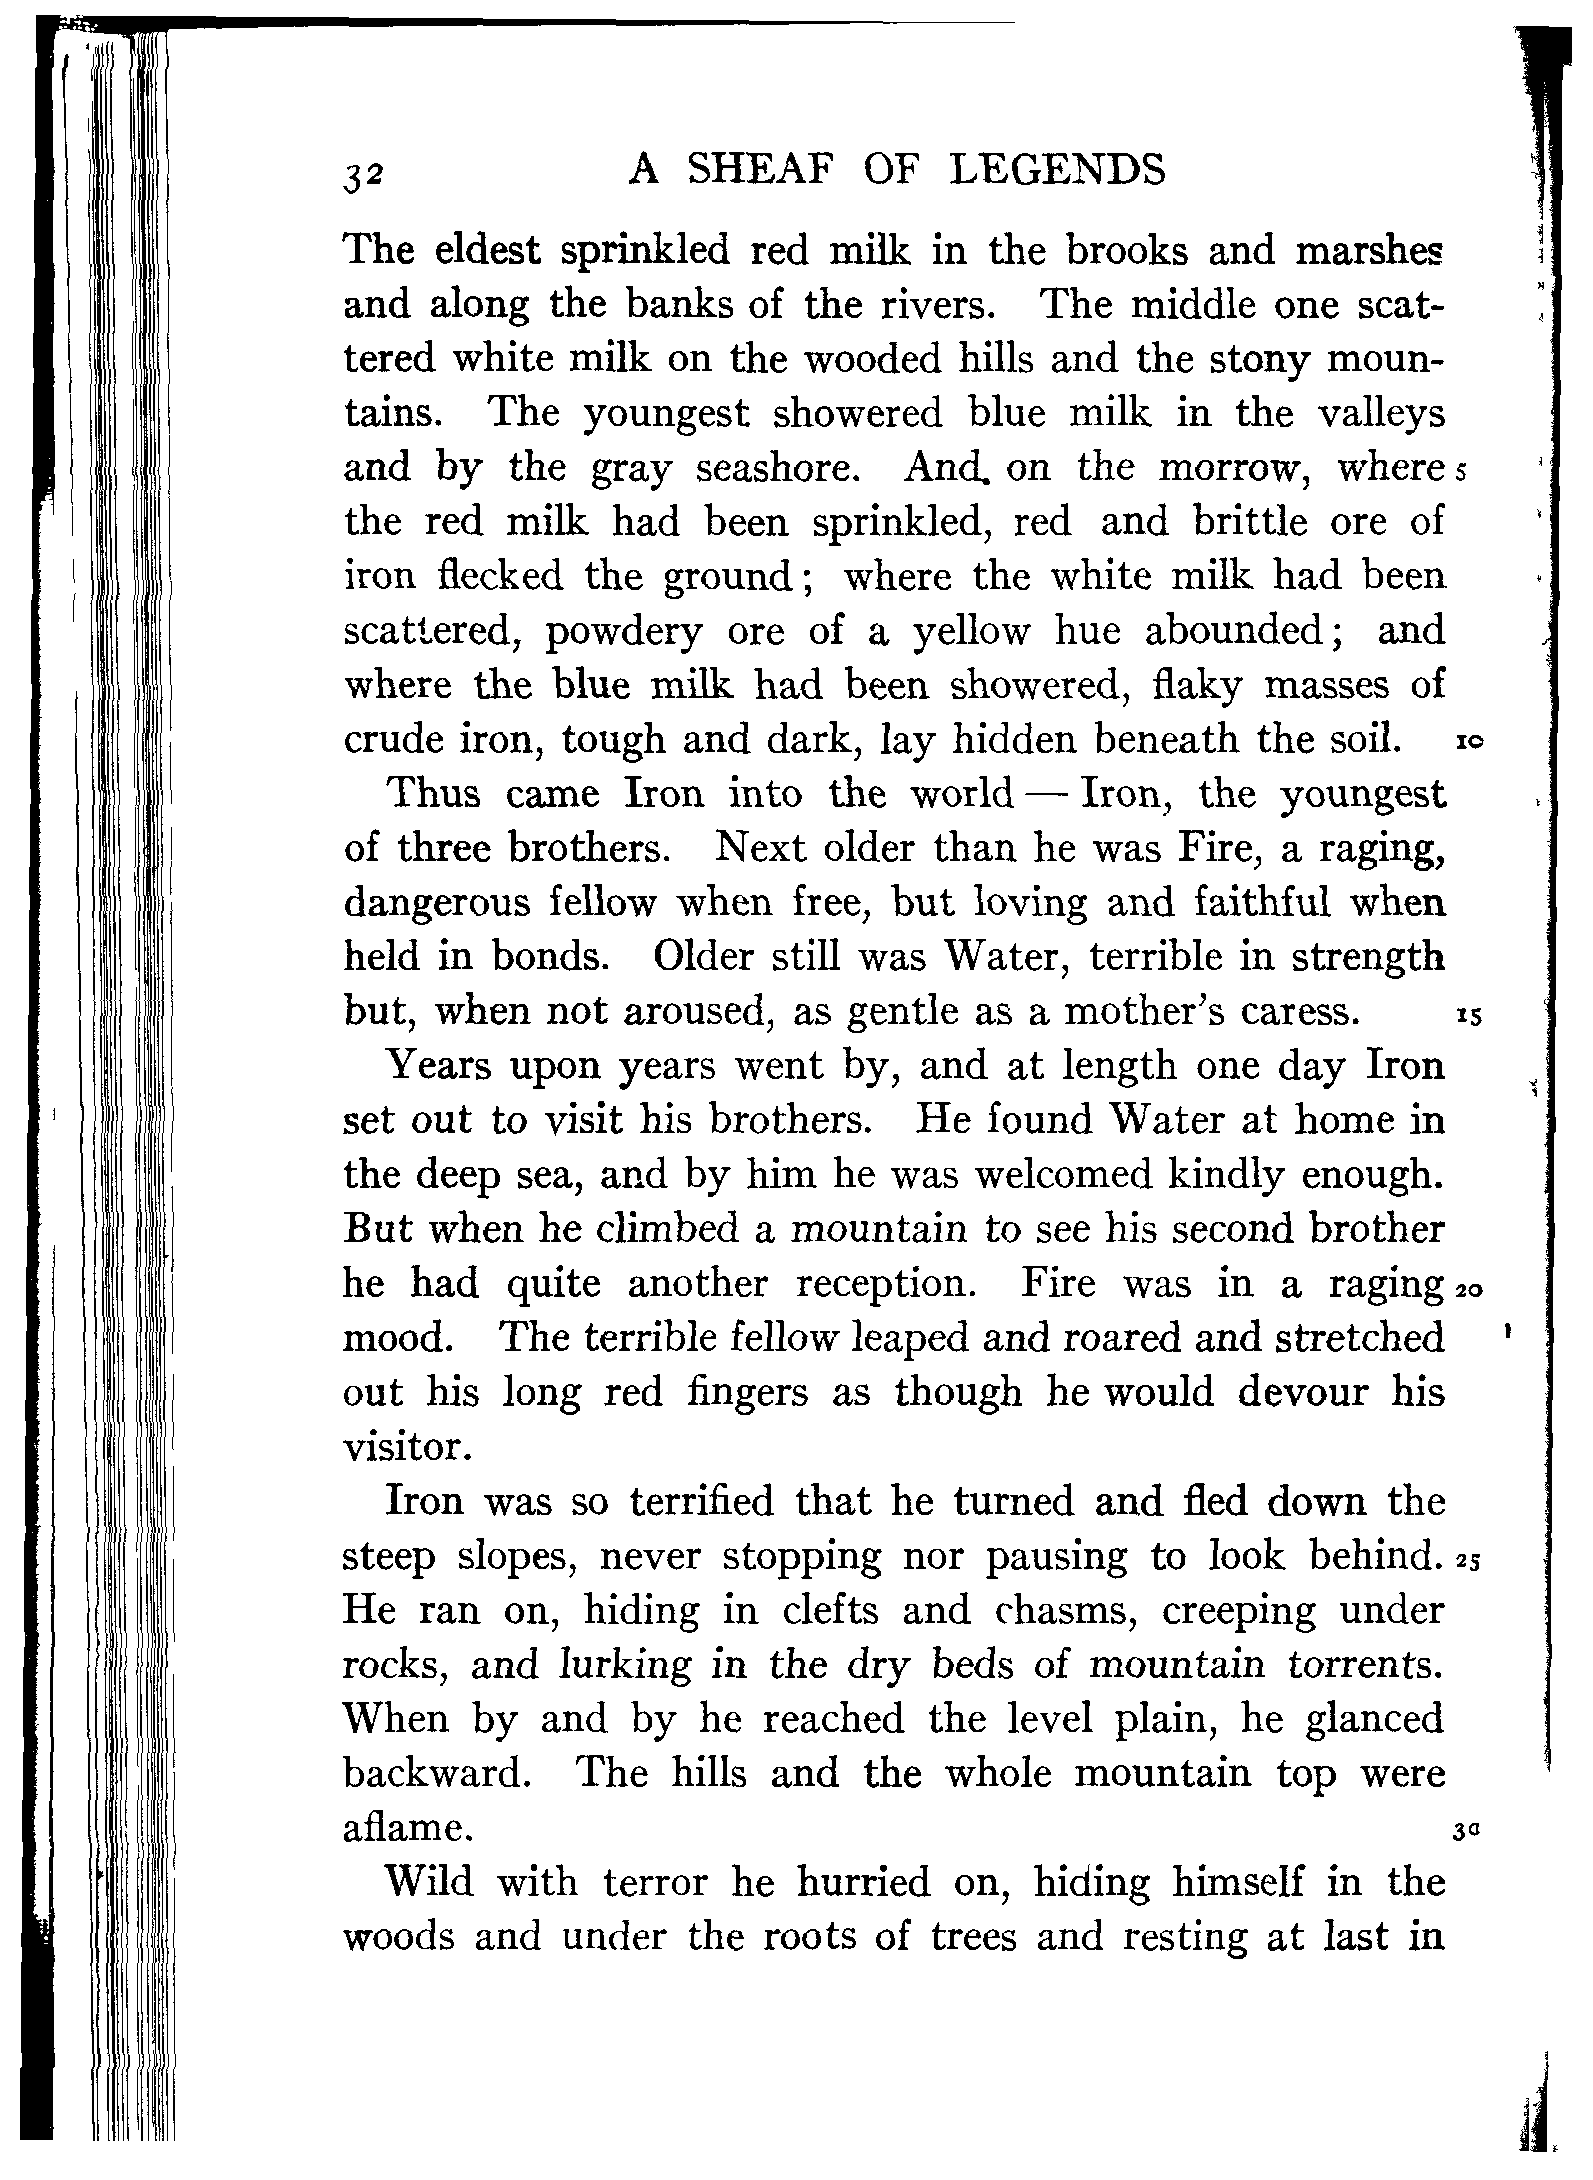 32 A SHEAF OF LEGENDS
The eldest sprinkled red milk in the brooks and marshes
and along the banks of the rivers. The middle one scat-
tered white milk on the wooded hills and the stony moun-
tains. The youngest showered blue milk in the valleys
and by the gray seashore. And on the morrow, where 5
the red milk had been sprinkled, red and brittle ore of
iron flecked the ground; where the white milk had been
scattered, powdery ore of a yellow hue abounded; and
where the blue milk had been showered, flaky masses of
crude iron, tough and dark, lay hidden beneath the soil. 10
Thus came Iron into the world — Iron, the youngest
of three brothers. Next older than he was Fire, a raging,
dangerous fellow when free, but loving and faithful when
held in bonds. Older still was Water, terrible in strength
but, when not aroused, as gentle as a mother's caress. 15
Years upon years went by, and at length one day Iron
set out to visit his brothers. He found Water at home in
the deep sea, and by him he was welcomed kindly enough.
But when he climbed a mountain to see his second brother
he had quite another reception. Fire was in a raging 20
mood. The terrible fellow leaped and roared and stretched
out his long red fingers as though he would devour his
visitor.
Iron was so terrified that he turned and fled down the
steep slopes, never stopping nor pausing to look behind. 25
He ran on, hiding in clefts and chasms, creeping under
rocks, and lurking in the dry beds of mountain torrents.
When by and by he reached the level plain, he glanced
backward. The hills and the whole mountain top were
aflame. 30
Wild with terror he hurried on, hiding himself in the
woods and under the roots of trees and resting at last in